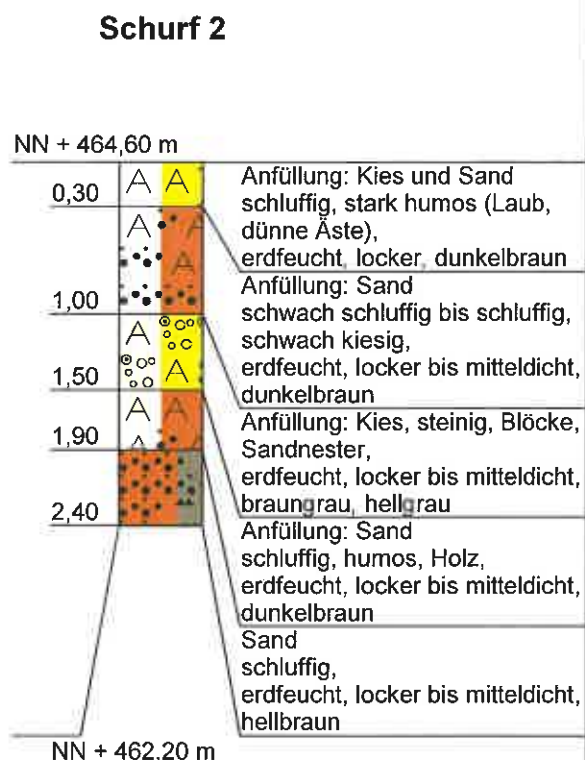 Schurf 2
NN + 464,60 m
A A
0,30
Anfüllung: Kies und Sand
schluffig, stark humos (Laub,
dünne Äste),
erdfeucht, locker, dunkelbraun
A A
A
1,00
Anfüllung: Sand
schwach schluffig bis schluffig,
schwach kiesig,
erdfeucht, locker bis mitteldicht,
dunkelbraun
A
A
1,50
Anfüllung: Kies, steinig, Blöcke,
Sandnester,
erdfeucht, locker bis mitteldicht,
braungrau, hellgrau
A A
A
1,90
Anfüllung: Sand
schluffig, humos, Holz,
erdfeucht, locker bis mitteldicht,
dunkelbraun
2,40
Sand
schluffig,
erdfeucht, locker bis mitteldicht,
hellbraun
NN + 462,20 m